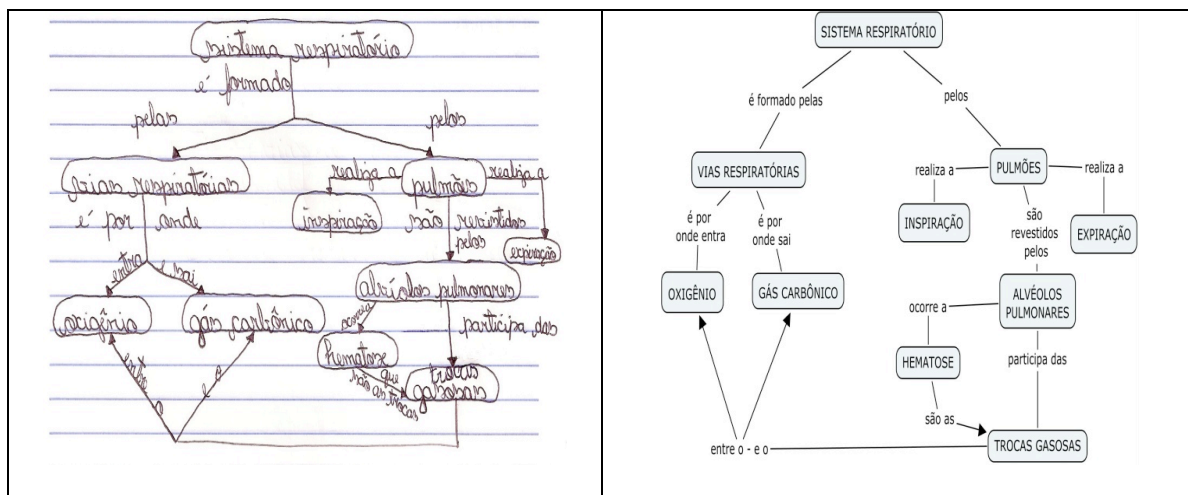 sistema respiratório
é formado
pelas
pelos
vias respiratórias
realiza a
pulmões
realiza a
é por onde
inspiração
são revistidos
pelos
expiração
entra
e sai
alvíolos pulmonares
oxigênio
gás carbônico
ocorre a
participa das
hematose
que
são as trocas
trocas
gasosas
entre
o
e o
SISTEMA RESPIRATÓRIO
é formado pelas
pelos
VIAS RESPIRATÓRIAS
realiza a
PULMÕES
realiza a
é por
onde entra
é por
onde sai
INSPIRAÇÃO
são
revestidos
pelos
EXPIRAÇÃO
OXIGÊNIO
GÁS CARBÔNICO
ALVÉOLOS
PULMONARES
ocorre a
HEMATOSE
participa das
são as
entre o - e o
TROCAS GASOSAS